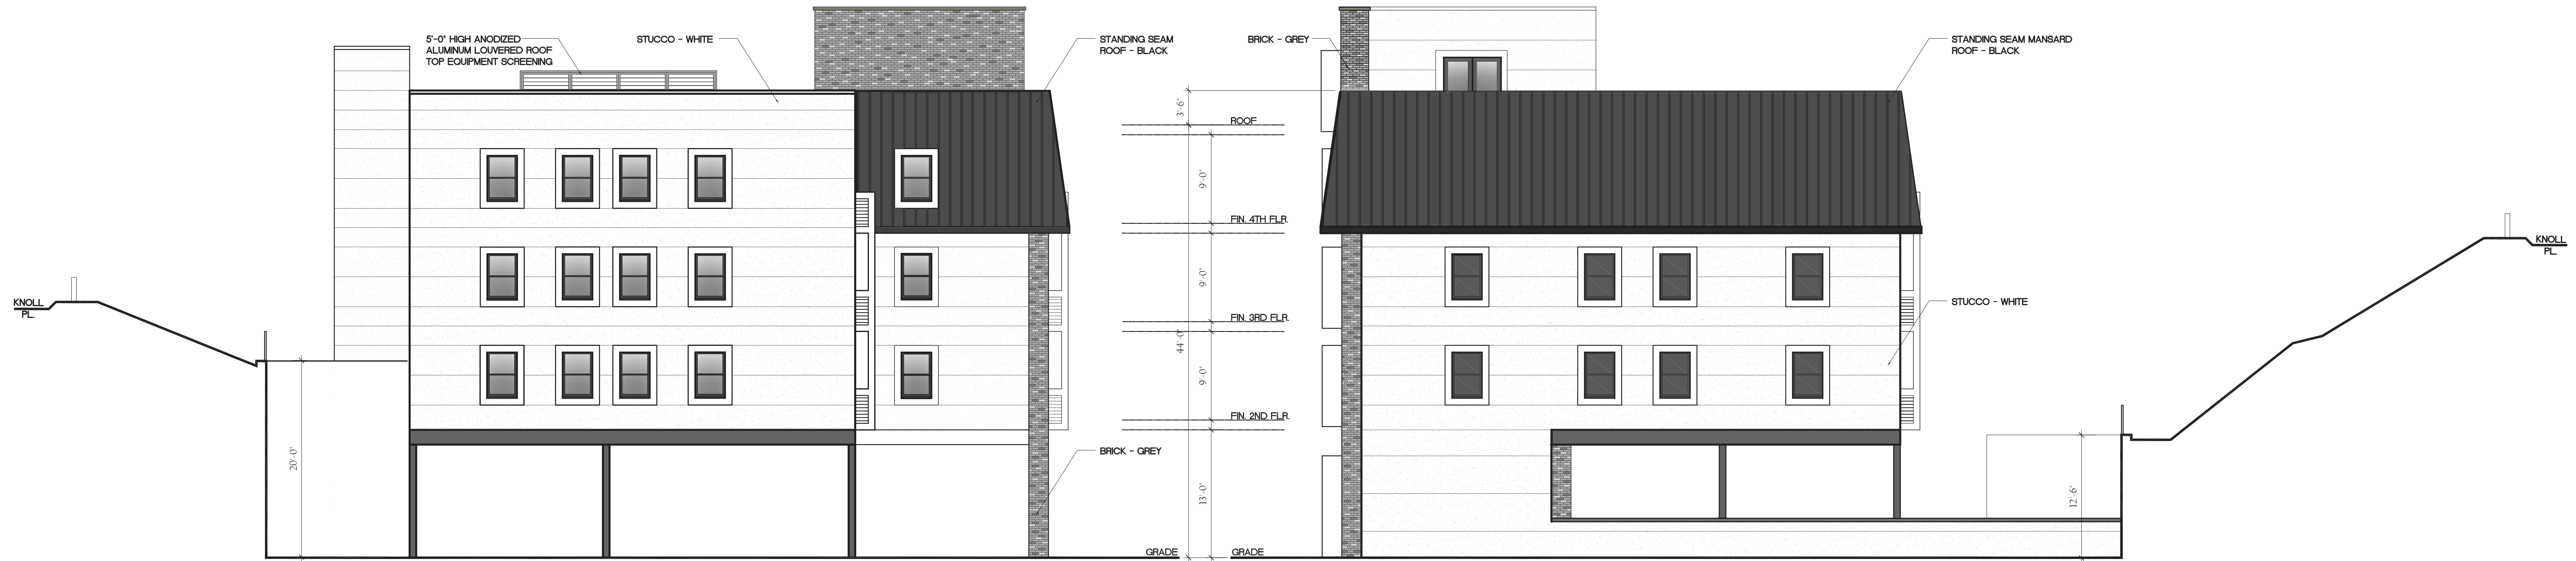 5'-0" HIGH ANODIZED
ALUMINUM LOUVERED ROOF
TOP EQUIPMENT SCREENING
STUCCO - WHITE
STANDING SEAM
ROOF - BLACK
BRICK - GREY
STANDING SEAM MANSARD
ROOF - BLACK
3'-6"
ROOF
9'-0"
FIN. 4TH FLR.
KNOLL
PL.
KNOLL
PL.
9'-0"
STUCCO - WHITE
FIN. 3RD FLR.
44'-0"
9'-0"
FIN. 2ND FLR.
BRICK - GREY
20'-0"
13'-0"
12'-6"
GRADE
GRADE